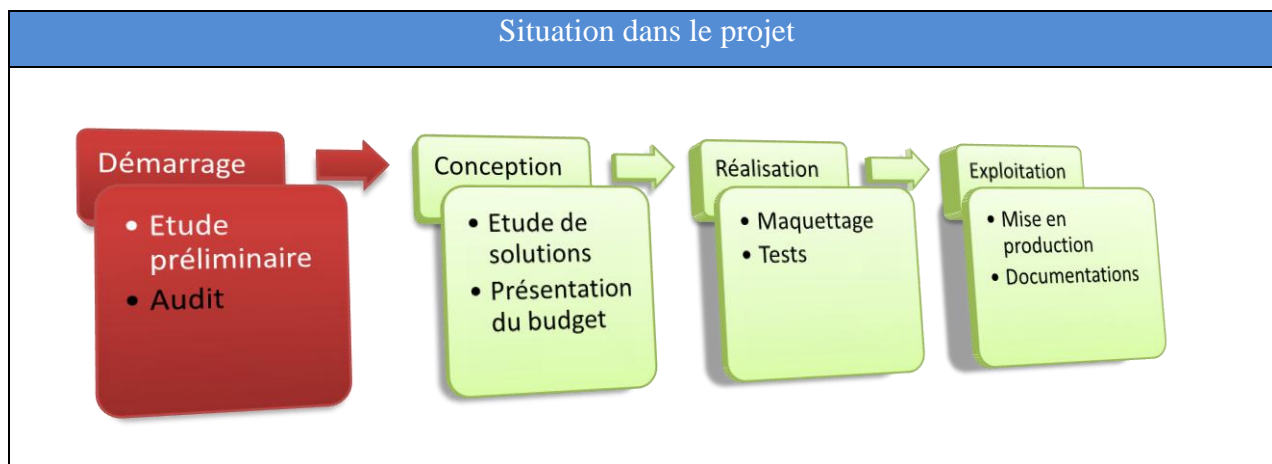 Situation dans le projet
Démarrage
• Etude
préliminaire
• Audit
Conception
• Etude de
solutions
• Présentation
du budget
Réalisation
• Maquettage
• Tests
Exploitation
• Mise en
production
• Documentations